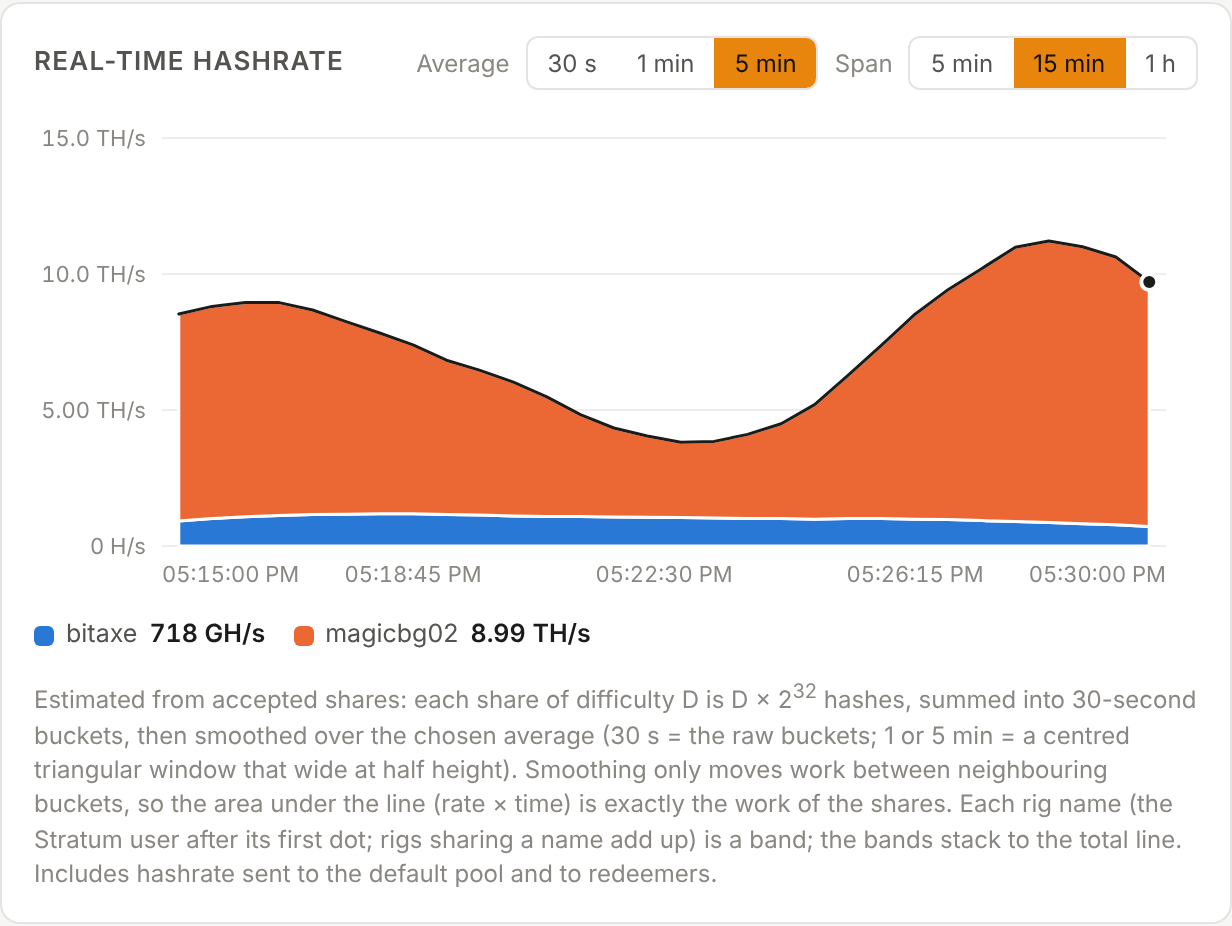 REAL-TIME HASHRATE Average 30 s 1 min 5 min Span 5 min 15 min 1 h
15.0 TH/s
10.0 TH/s
5.00 TH/s
0 H/s
05:15:00 PM 05:18:45 PM 05:22:30 PM 05:26:15 PM 05:30:00 PM
bitaxe 718 GH/s magicbg02 8.99 TH/s
Estimated from accepted shares: each share of difficulty D is D × 2³² hashes, summed into 30-second
buckets, then smoothed over the chosen average (30 s = the raw buckets; 1 or 5 min = a centred
triangular window that wide at half height). Smoothing only moves work between neighbouring
buckets, so the area under the line (rate × time) is exactly the work of the shares. Each rig name (the
Stratum user after its first dot; rigs sharing a name add up) is a band; the bands stack to the total line.
Includes hashrate sent to the default pool and to redeemers.